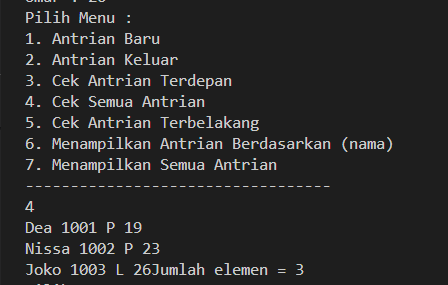 Pilih Menu :
1. Antrian Baru
2. Antrian Keluar
3. Cek Antrian Terdepan
4. Cek Semua Antrian
5. Cek Antrian Terbelakang
6. Menampilkan Antrian Berdasarkan (nama)
7. Menampilkan Semua Antrian
----------------------------------
4
Dea 1001 P 19
Nissa 1002 P 23
Joko 1003 L 26Jumlah elemen = 3